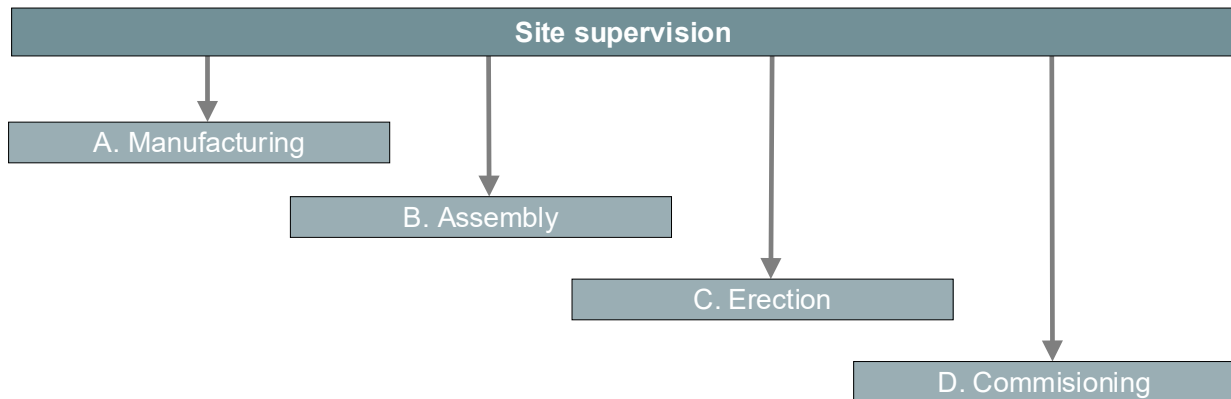 Site supervision
A. Manufacturing
B. Assembly
C. Erection
D. Commisioning